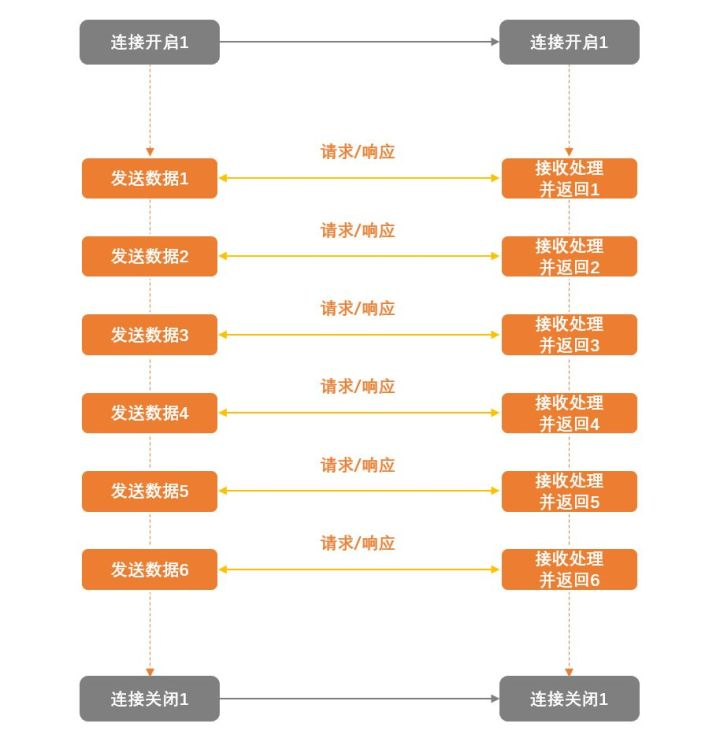 连接开启1
连接开启1
请求/响应
发送数据1
接收处理
并返回1
请求/响应
发送数据2
接收处理
并返回2
请求/响应
发送数据3
接收处理
并返回3
请求/响应
发送数据4
接收处理
并返回4
请求/响应
发送数据5
接收处理
并返回5
请求/响应
发送数据6
接收处理
并返回6
连接关闭1
连接关闭1